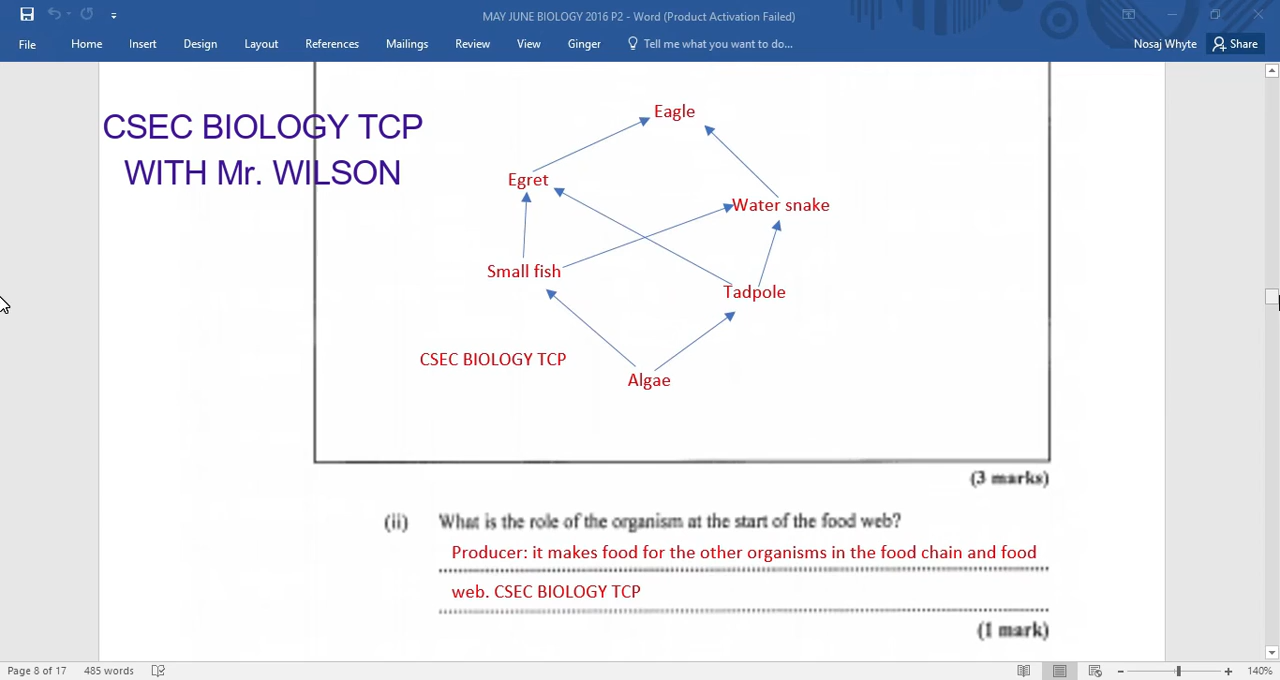 MAY JUNE BIOLOGY 2016 P2 - Word (Product Activation Failed)
File Home Insert Design Layout References Mailings Review View Ginger Tell me what you want to do... Nosaj Whyte Share
CSEC BIOLOGY TCP
WITH Mr. WILSON
Eagle
Egret
Water snake
Small fish
Tadpole
CSEC BIOLOGY TCP
Algae
(3 marks)
(ii) What is the role of the organism at the start of the food web?
Producer: it makes food for the other organisms in the food chain and food
web. CSEC BIOLOGY TCP
(1 mark)
Page 8 of 17 485 words 140%